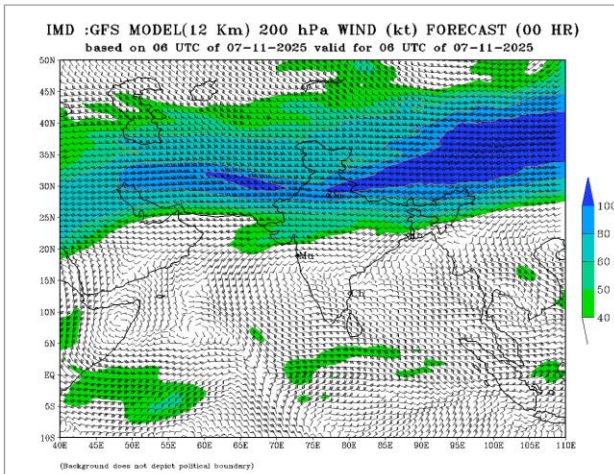 IMD :GFS MODEL(12 Km) 200 hPa WIND (kt) FORECAST (00 HR)
based on 06 UTC of 07-11-2025 valid for 06 UTC of 07-11-2025
50N
45N
40N
35N
30N
25N
20N
15N
10N
5N
EQ
5S
10S
40E 45E 50E 55E 60E 65E 70E 75E 80E 85E 90E 95E 100E 105E 110E
Mu
100
80
60
40
(Background does not depict political boundary)